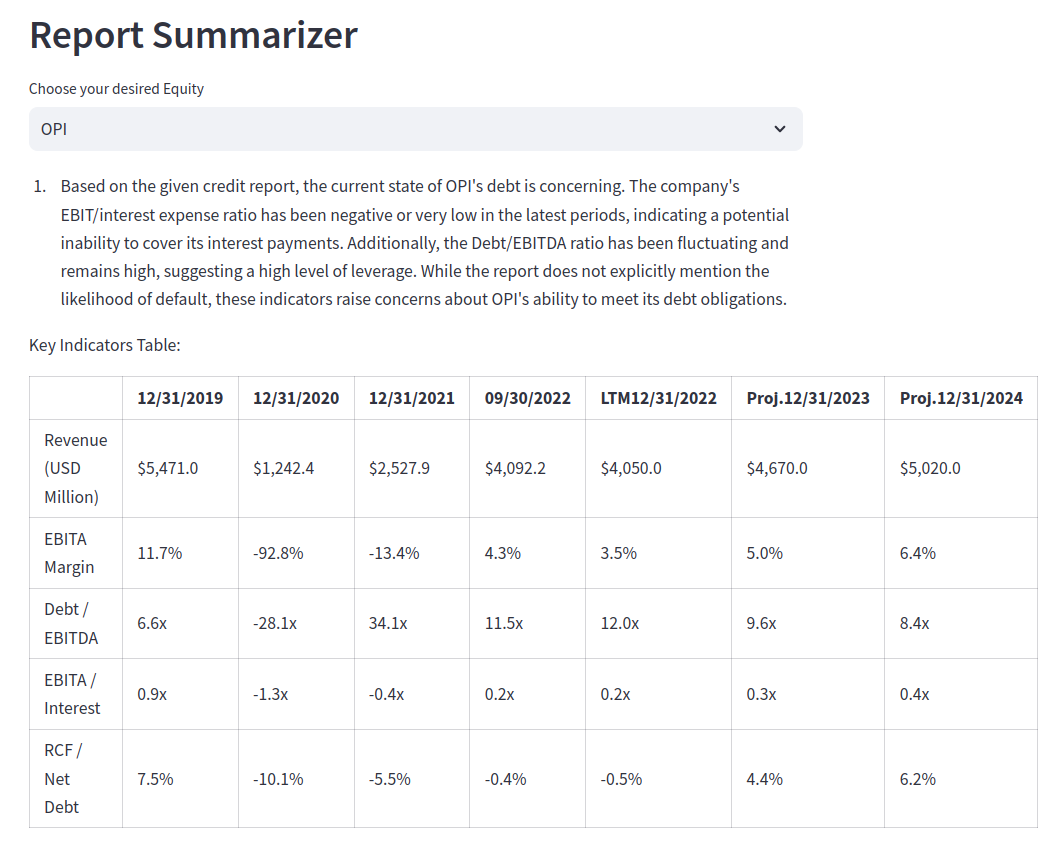 Report Summarizer
Choose your desired Equity
OPI
1. Based on the given credit report, the current state of OPI's debt is concerning. The company's
EBIT/interest expense ratio has been negative or very low in the latest periods, indicating a potential
inability to cover its interest payments. Additionally, the Debt/EBITDA ratio has been fluctuating and
remains high, suggesting a high level of leverage. While the report does not explicitly mention the
likelihood of default, these indicators raise concerns about OPI's ability to meet its debt obligations.
Key Indicators Table:
12/31/2019 12/31/2020 12/31/2021 09/30/2022 LTM12/31/2022 Proj.12/31/2023 Proj.12/31/2024
Revenue
(USD $5,471.0 $1,242.4 $2,527.9 $4,092.2 $4,050.0 $4,670.0 $5,020.0
Million)
EBITA
Margin 11.7% -92.8% -13.4% 4.3% 3.5% 5.0% 6.4%
Debt /
EBITDA 6.6x -28.1x 34.1x 11.5x 12.0x 9.6x 8.4x
EBITA /
Interest 0.9x -1.3x -0.4x 0.2x 0.2x 0.3x 0.4x
RCF /
Net 7.5% -10.1% -5.5% -0.4% -0.5% 4.4% 6.2%
Debt